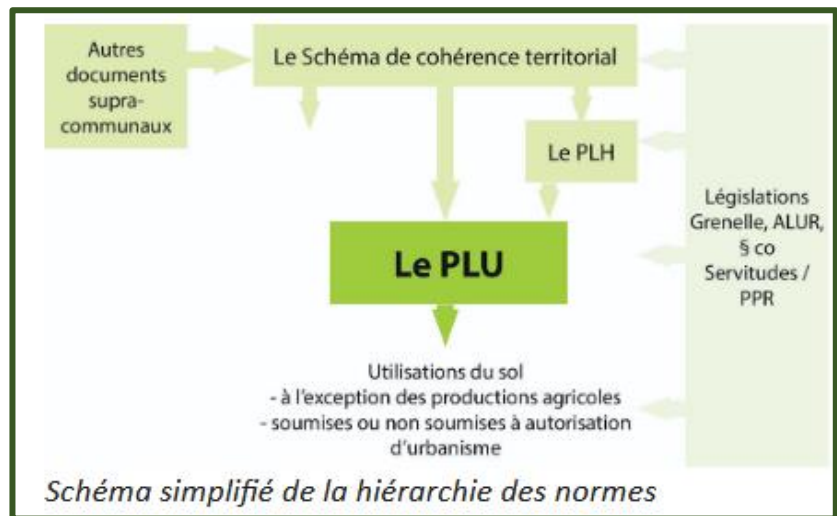 Autres
documents
supra-
communaux
Le Schéma de cohérence territorial
Le PLH
Législations
Grenelle, ALUR,
§ co
Servitudes /
PPR
Le PLU
Utilisations du sol
- à l'exception des productions agricoles
- soumises ou non soumises à autorisation
d'urbanisme
Schéma simplifié de la hiérarchie des normes